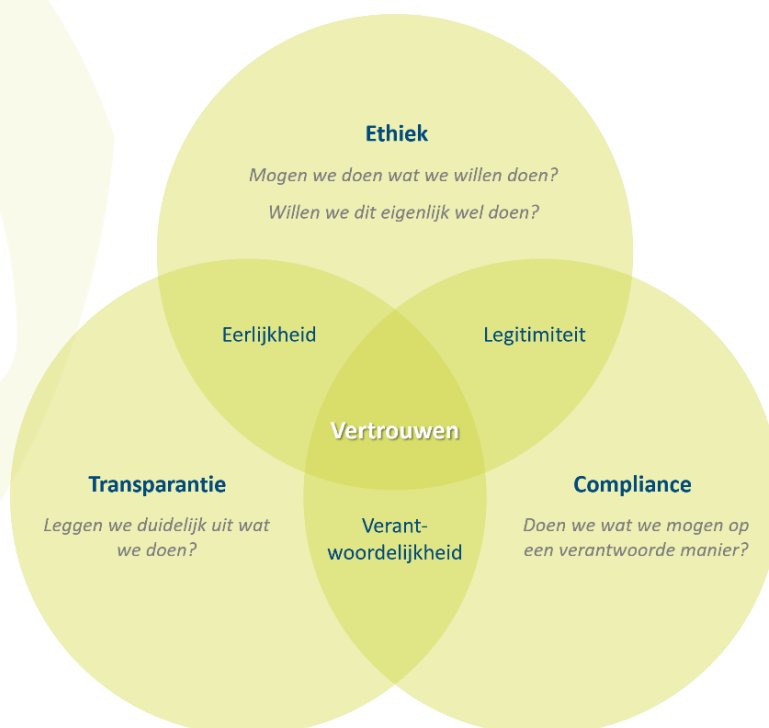 Ethiek
Mogen we doen wat we willen doen?
Willen we dit eigenlijk wel doen?
Eerlijkheid
Legitimiteit
Vertrouwen
Transparantie
Leggen we duidelijk uit wat
we doen?
Verant-
woordelijkheid
Compliance
Doen we wat we mogen op
een verantwoorde manier?